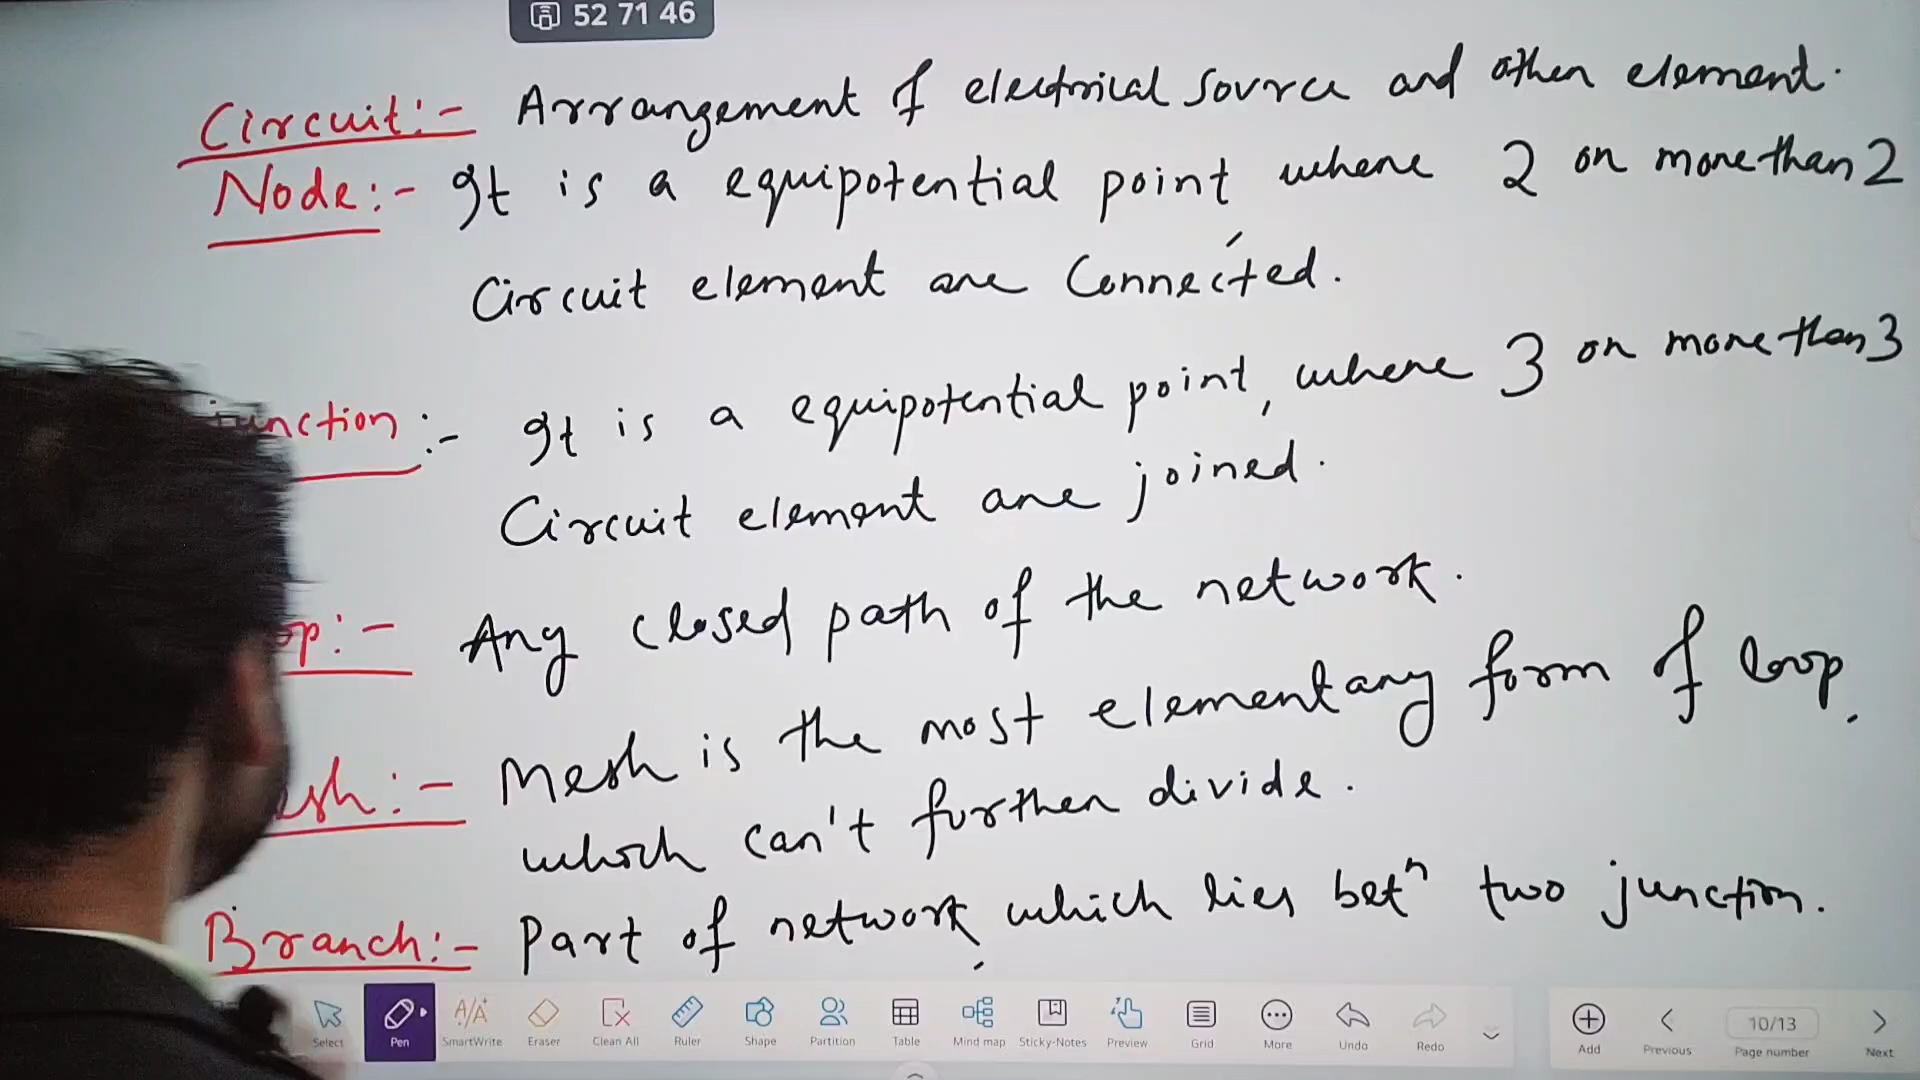 52 71 46
Circuit:- Arrangement of electrical source and other element.
Node:- It is a equipotential point where 2 or more than 2
Circuit element are Connected.
junction :- It is a equipotential point, where 3 or more than 3
Circuit element are joined.
op:- Any closed path of the network.
esh:- Mesh is the most elementary form of loop.
which can't further divide.
Branch:- Part of network, which lies betn two junction.
Select Pen SmartWrite Eraser Clean All Ruler Shape Partition Table Mind map Sticky-Notes Preview Grid More Undo Redo Add Previous 10/13 Page number Next